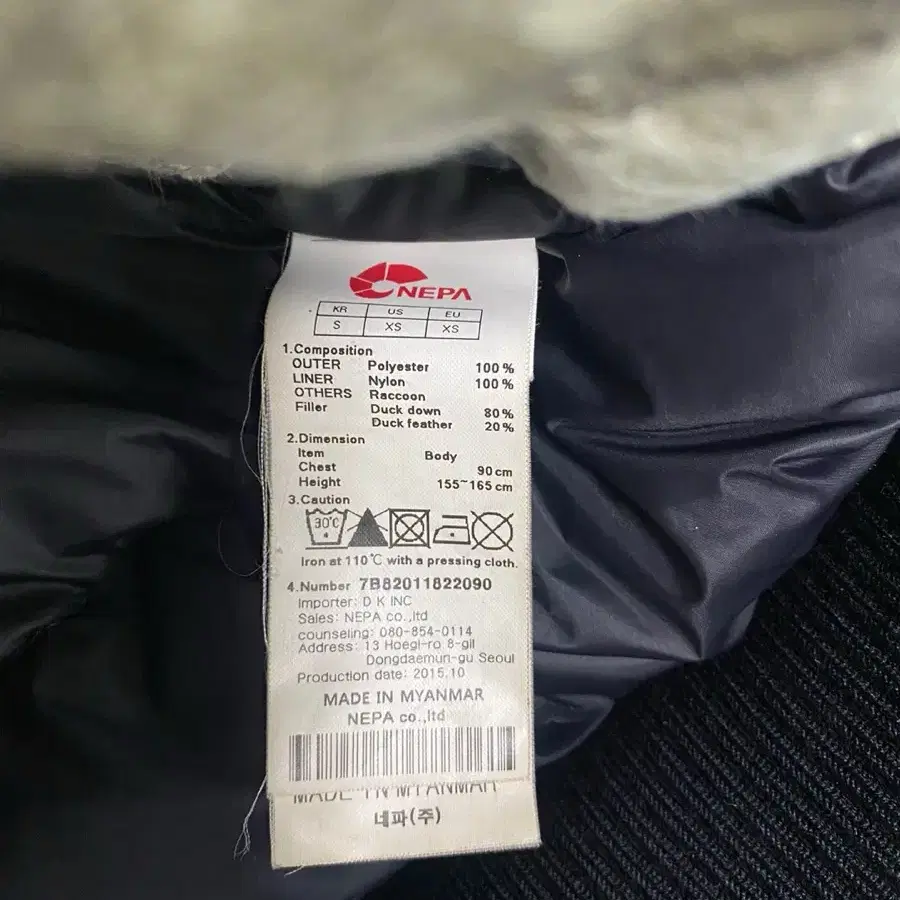 NEPA
KR US EU
S XS XS
1.Composition
OUTER Polyester 100 %
LINER Nylon 100 %
OTHERS Raccoon
Filler Duck down 80 %
Duck feather 20 %
2.Dimension
Item Body
Chest 90 cm
Height 155~165 cm
3.Caution
30℃
Iron at 110℃ with a pressing cloth.
4.Number 7B82011822090
Importer: D K INC
Sales: NEPA co.,ltd
counseling: 080-854-0114
Address: 13 Hoegi-ro 8-gil
Dongdaemun-gu Seoul
Production date: 2015.10
MADE IN MYANMAR
NEPA co.,ltd
MADE IN MYANMAR
네파(주)